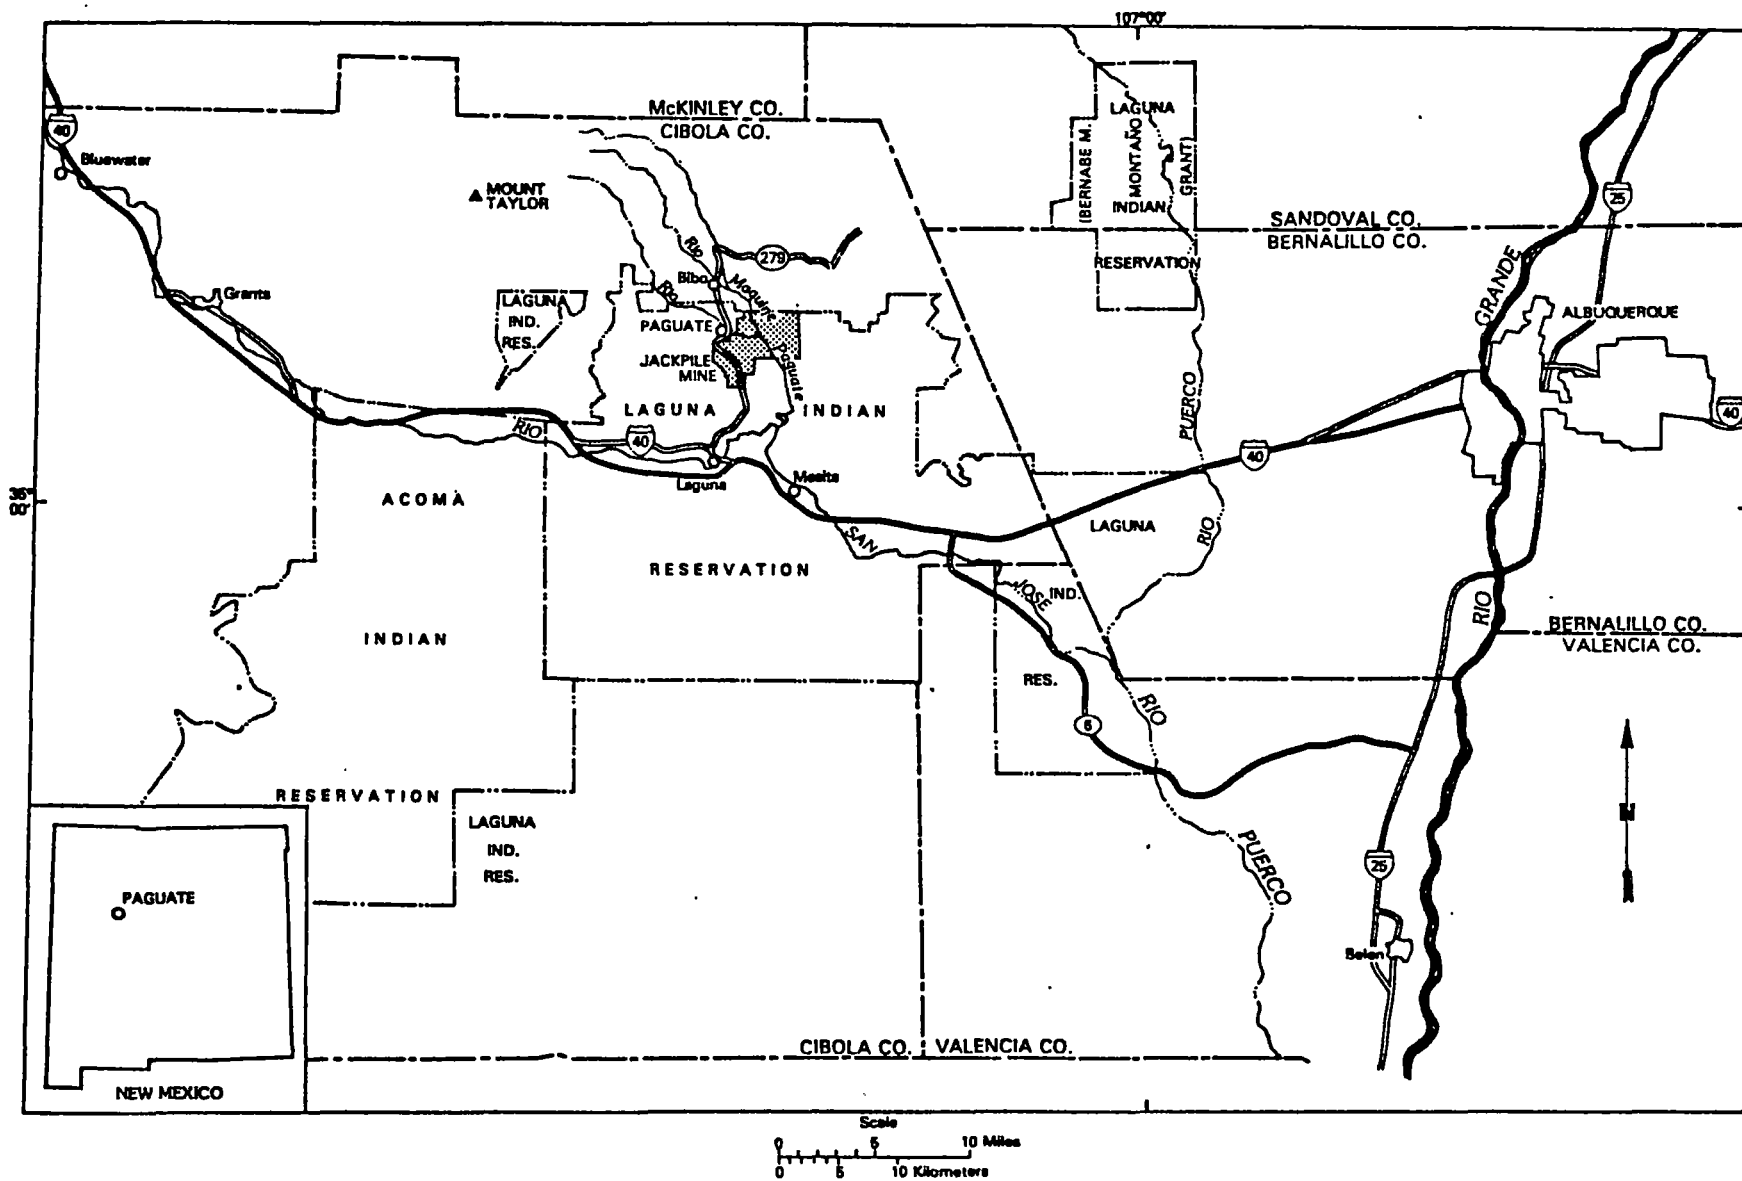 107°00'
McKINLEY CO.
CIBOLA CO.
40
Bluewater
MOUNT
TAYLOR
LAGUNA
(BERNABE M.
MONTAÑO
GRANT)
INDIAN
RESERVATION
SANDOVAL CO.
BERNALILLO CO.
25
279
Rio
Moquino
Bibo
Rio
Paguate
Grants
LAGUNA
IND.
RES.
PAGUATE
JACKPILE
MINE
GRANDE
ALBUQUERQUE
LAGUNA
INDIAN
PUERCO
40
RIO
40
40
Laguna
Mesita
35°
00'
ACOMA
SAN
LAGUNA
RIO
RESERVATION
JOSE
IND.
RIO
INDIAN
BERNALILLO CO.
VALENCIA CO.
RES.
RIO
6
RESERVATION
LAGUNA
IND.
RES.
PUERCO
25
N
PAGUATE
Belen
CIBOLA CO.
VALENCIA CO.
NEW MEXICO
Scale
0 5 10 Miles
0 5 10 Kilometers